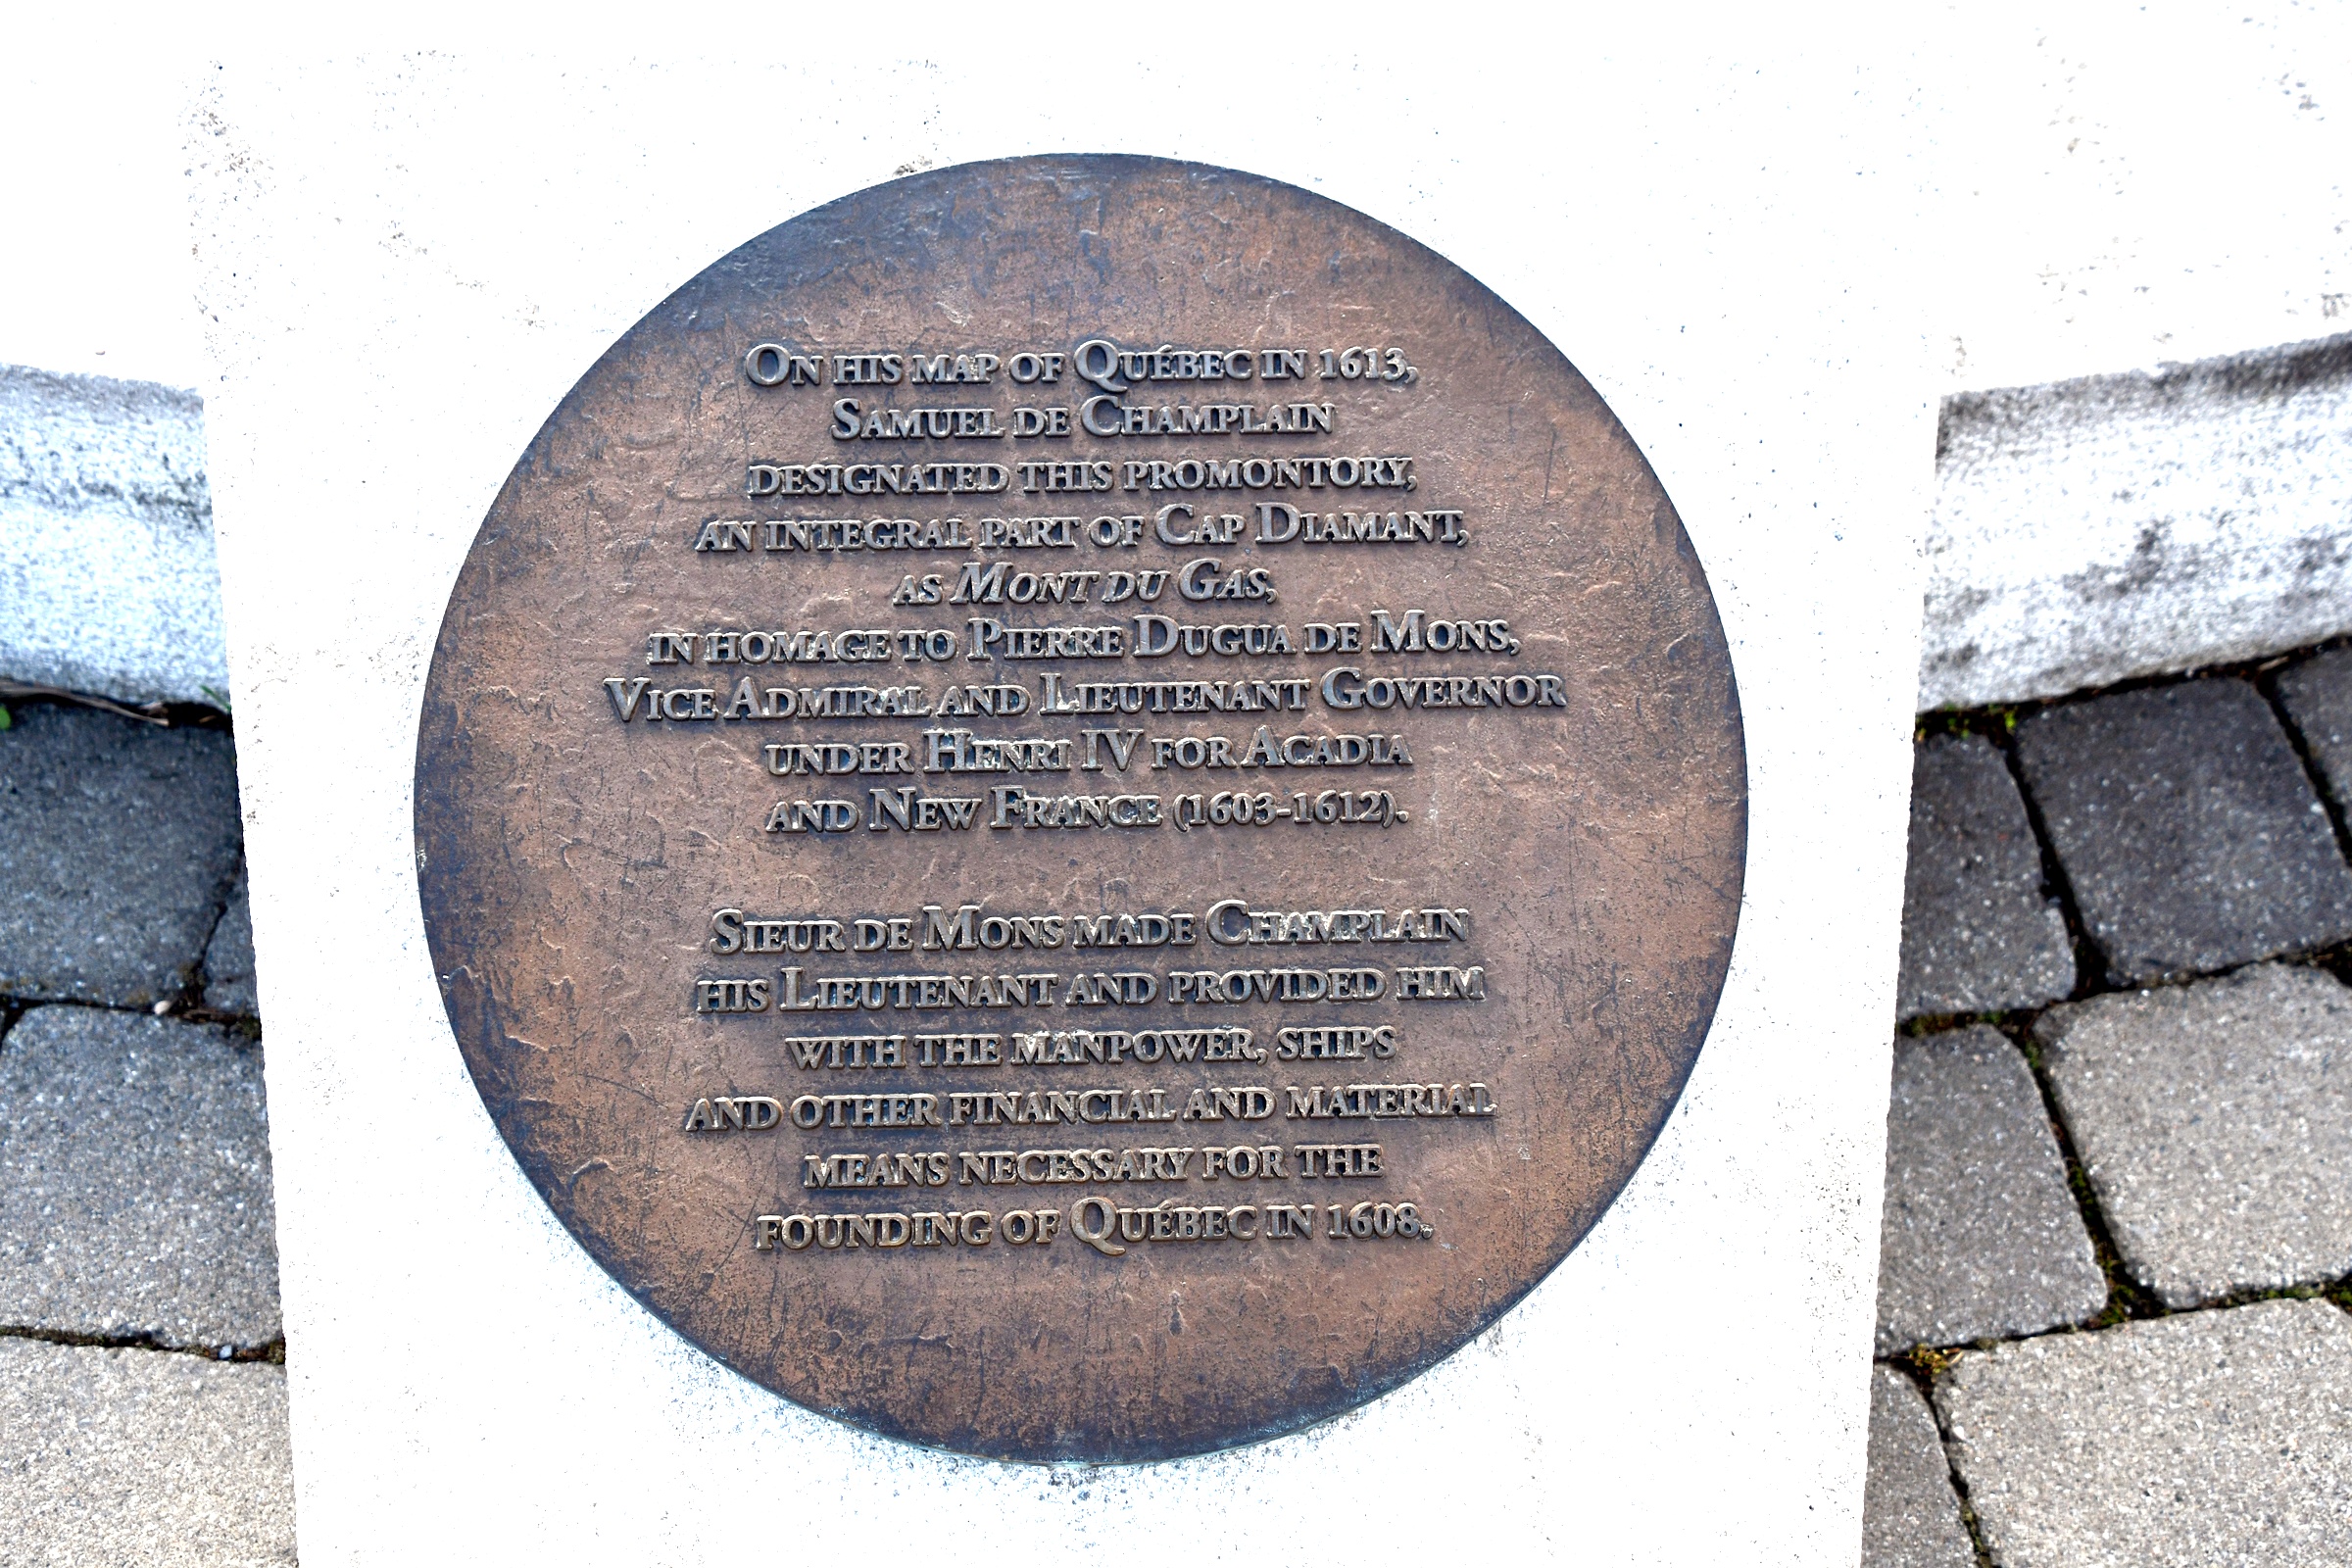 On his map of Québec in 1613,
Samuel de Champlain
designated this promontory,
an integral part of Cap Diamant,
as Mont du Gas,
in homage to Pierre Dugua de Mons,
Vice Admiral and Lieutenant Governor
under Henri IV for Acadia
and New France (1603-1612).
Sieur de Mons made Champlain
his Lieutenant and provided him
with the manpower, ships
and other financial and material
means necessary for the
founding of Québec in 1608.